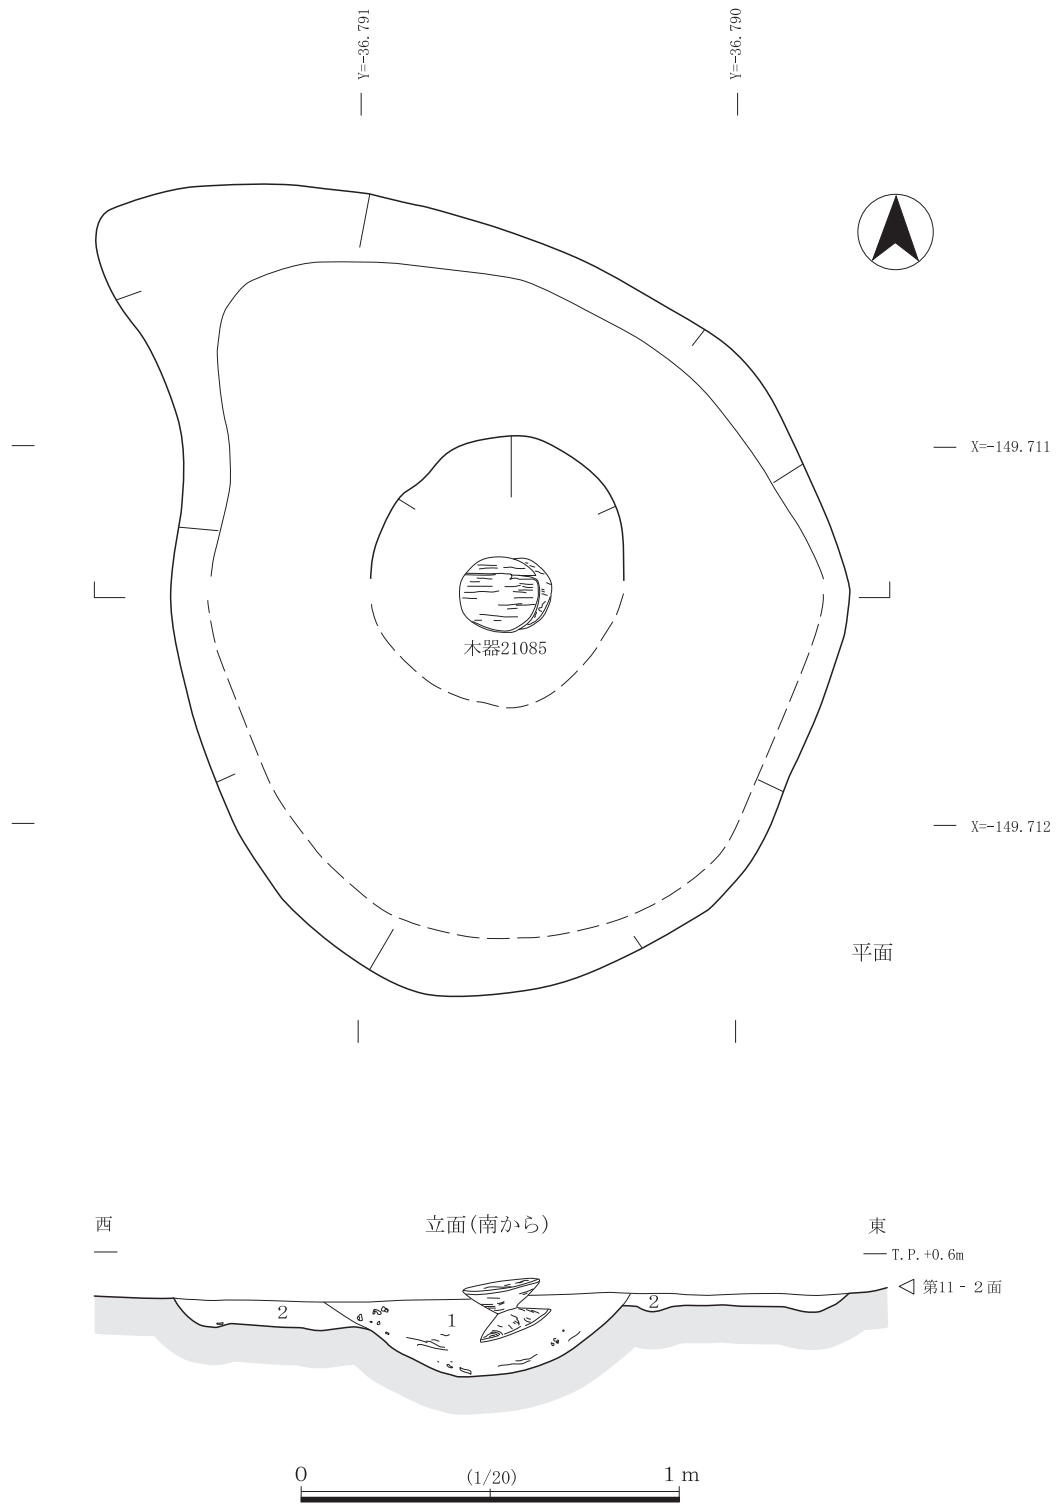 Y=-36.791
Y=-36.790
X=-149.711
木器21085
X=-149.712
平面
西
立面(南から)
東
T.P.+0.6m
第11‐2面
2
1
2
0
(1/20)
1m